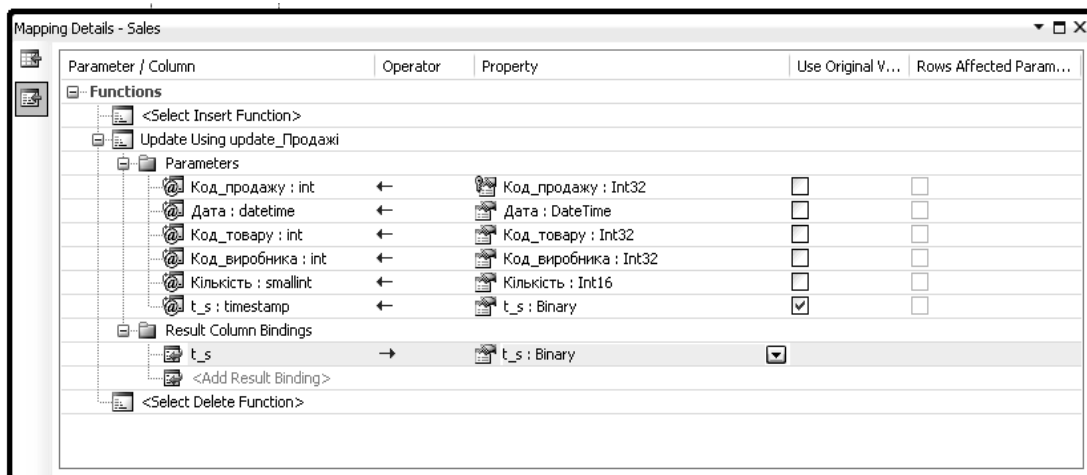 Mapping Details - Sales
Parameter / Column Operator Property Use Original V... Rows Affected Param...
Functions
<Select Insert Function>
Update Using update_Продажі
Parameters
Код_продажу : int ← Код_продажу : Int32
Дата : datetime ← Дата : DateTime
Код_товару : int ← Код_товару : Int32
Код_виробника : int ← Код_виробника : Int32
Кількість : smallint ← Кількість : Int16
t_s : timestamp ← t_s : Binary
Result Column Bindings
t_s → t_s : Binary
<Add Result Binding>
<Select Delete Function>